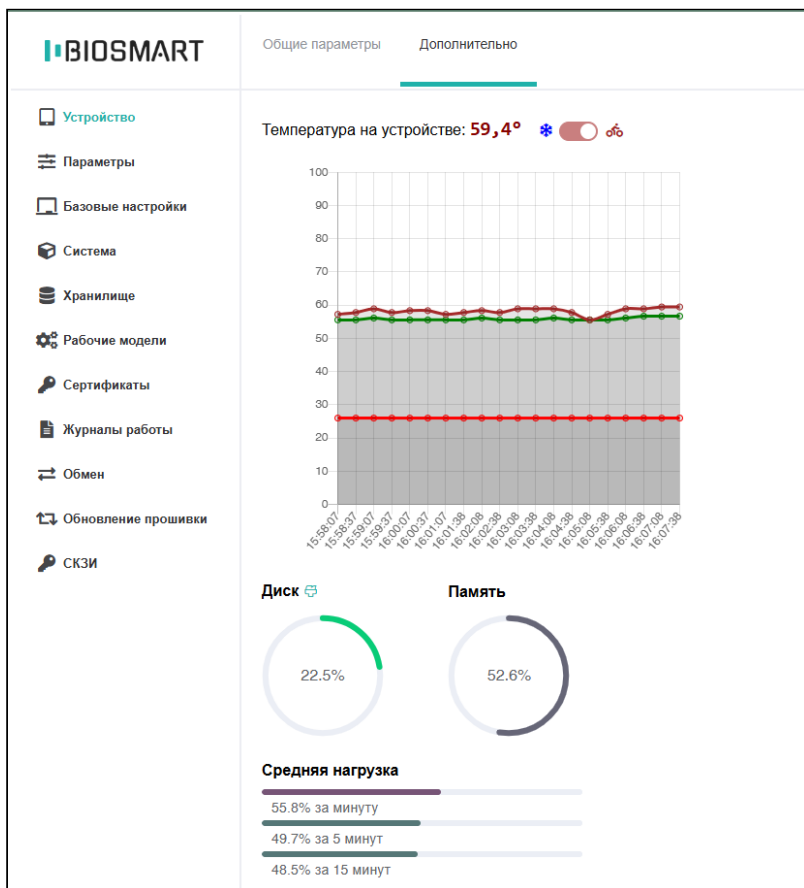 BIOSMART
Общие параметры
Дополнительно
Устройство
Параметры
Базовые настройки
Система
Хранилище
Рабочие модели
Сертификаты
Журналы работы
Обмен
Обновление прошивки
СКЗИ
Температура на устройстве: 59,4°
100
90
80
70
60
50
40
30
20
10
0
15:58:07
15:58:37
15:59:07
15:59:37
16:00:07
16:00:37
16:01:07
16:01:38
16:02:08
16:02:38
16:03:08
16:03:38
16:04:08
16:04:38
16:05:08
16:05:38
16:06:08
16:06:38
16:07:08
16:07:38
Диск
Память
22.5%
52.6%
Средняя нагрузка
55.8% за минуту
49.7% за 5 минут
48.5% за 15 минут